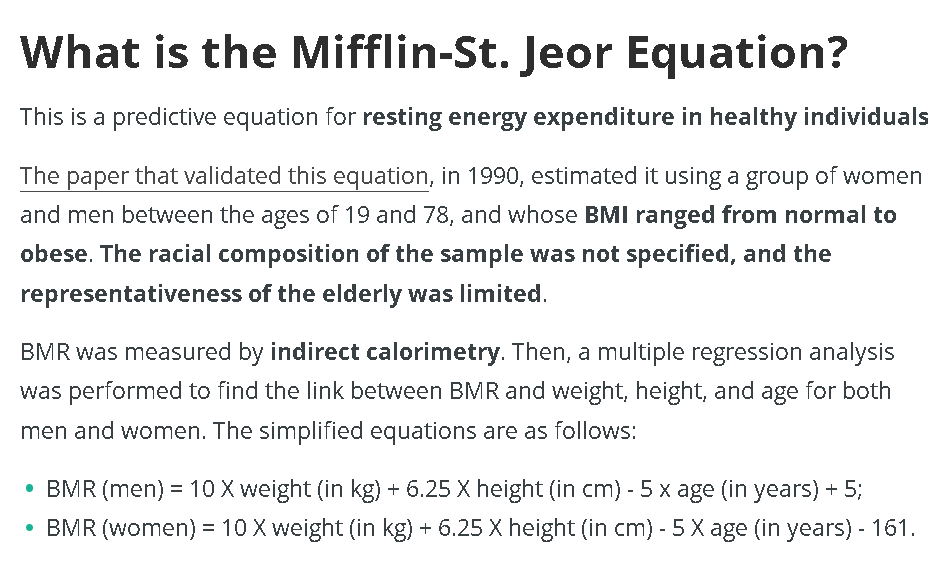 What is the Mifflin-St. Jeor Equation?
This is a predictive equation for resting energy expenditure in healthy individuals
The paper that validated this equation, in 1990, estimated it using a group of women
and men between the ages of 19 and 78, and whose BMI ranged from normal to
obese. The racial composition of the sample was not specified, and the
representativeness of the elderly was limited.
BMR was measured by indirect calorimetry. Then, a multiple regression analysis
was performed to find the link between BMR and weight, height, and age for both
men and women. The simplified equations are as follows:
• BMR (men) = 10 X weight (in kg) + 6.25 X height (in cm) - 5 x age (in years) + 5;
• BMR (women) = 10 X weight (in kg) + 6.25 X height (in cm) - 5 X age (in years) - 161.